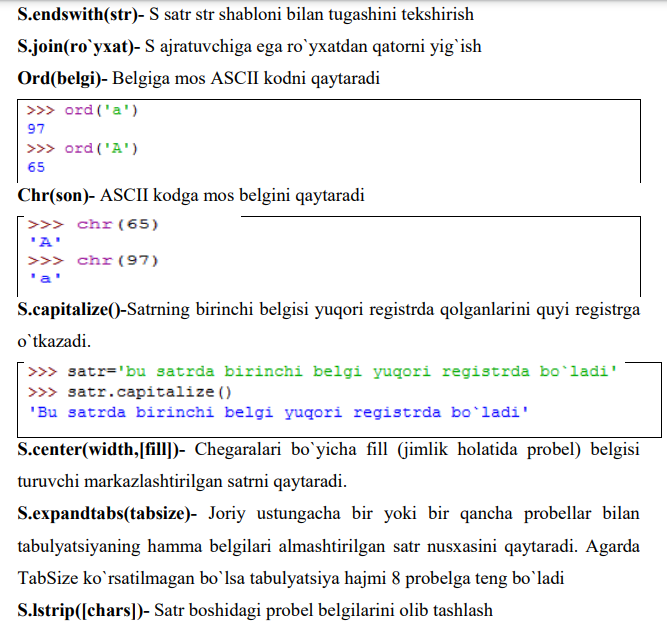 S.endswith(str)- S satr str shabloni bilan tugashini tekshirish
S.join(ro`yxat)- S ajratuvchiga ega ro`yxatdan qatorni yig`ish
Ord(belgi)- Belgiga mos ASCII kodni qaytaradi
>>> ord('a')
97
>>> ord('A')
65
Chr(son)- ASCII kodga mos belgini qaytaradi
>>> chr(65)
'A'
>>> chr(97)
'a'
S.capitalize()-Satrning birinchi belgisi yuqori registrda qolganlarini quyi registrga
o`tkazadi.
>>> satr='bu satrda birinchi belgi yuqori registrda bo`ladi'
>>> satr.capitalize()
'Bu satrda birinchi belgi yuqori registrda bo`ladi'
S.center(width,[fill])- Chegaralari bo`yicha fill (jimlik holatida probel) belgisi
turuvchi markazlashtirilgan satrni qaytaradi.
S.expandtabs(tabsize)- Joriy ustungacha bir yoki bir qancha probellar bilan
tabulyatsiyaning hamma belgilari almashtirilgan satr nusxasini qaytaradi. Agarda
TabSize ko`rsatilmagan bo`lsa tabulyatsiya hajmi 8 probelga teng bo`ladi
S.lstrip([chars])- Satr boshidagi probel belgilarini olib tashlash